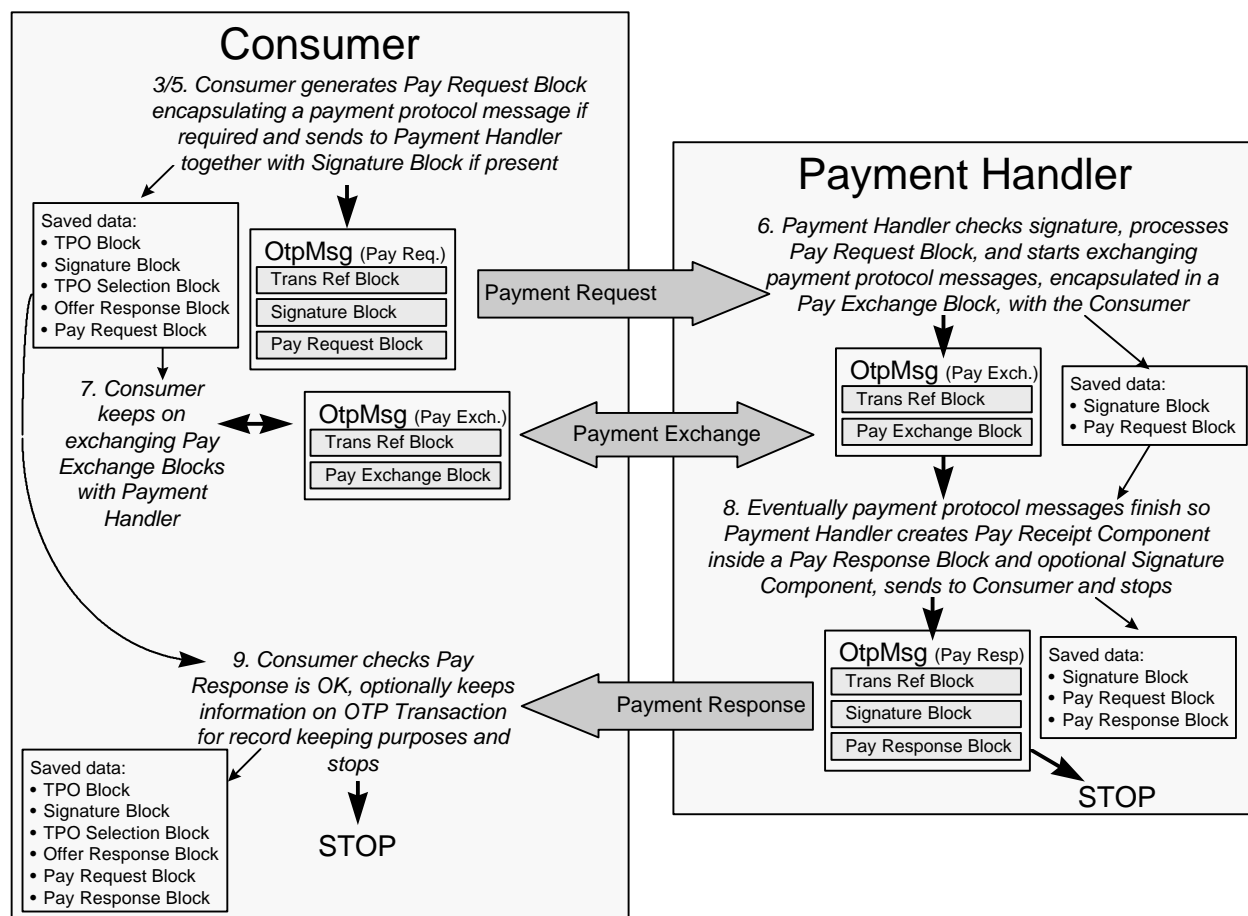 Consumer
3/5. Consumer generates Pay Request Block
encapsulating a payment protocol message if
required and sends to Payment Handler
together with Signature Block if present
Saved data:
• TPO Block
• Signature Block
• TPO Selection Block
• Offer Response Block
• Pay Request Block
OtpMsg (Pay Req.)
Trans Ref Block
Signature Block
Pay Request Block
Payment Request
Payment Handler
6. Payment Handler checks signature, processes
Pay Request Block, and starts exchanging
payment protocol messages, encapsulated in a
Pay Exchange Block, with the Consumer
OtpMsg (Pay Exch.)
Trans Ref Block
Pay Exchange Block
Saved data:
• Signature Block
• Pay Request Block
7. Consumer
keeps on
exchanging Pay
Exchange Blocks
with Payment
Handler
OtpMsg (Pay Exch.)
Trans Ref Block
Pay Exchange Block
Payment Exchange
8. Eventually payment protocol messages finish so
Payment Handler creates Pay Receipt Component
inside a Pay Response Block and opotional Signature
Component, sends to Consumer and stops
OtpMsg (Pay Resp)
Trans Ref Block
Signature Block
Pay Response Block
Saved data:
• Signature Block
• Pay Request Block
• Pay Response Block
STOP
Payment Response
9. Consumer checks Pay
Response is OK, optionally keeps
information on OTP Transaction
for record keeping purposes and
stops
Saved data:
• TPO Block
• Signature Block
• TPO Selection Block
• Offer Response Block
• Pay Request Block
• Pay Response Block
STOP